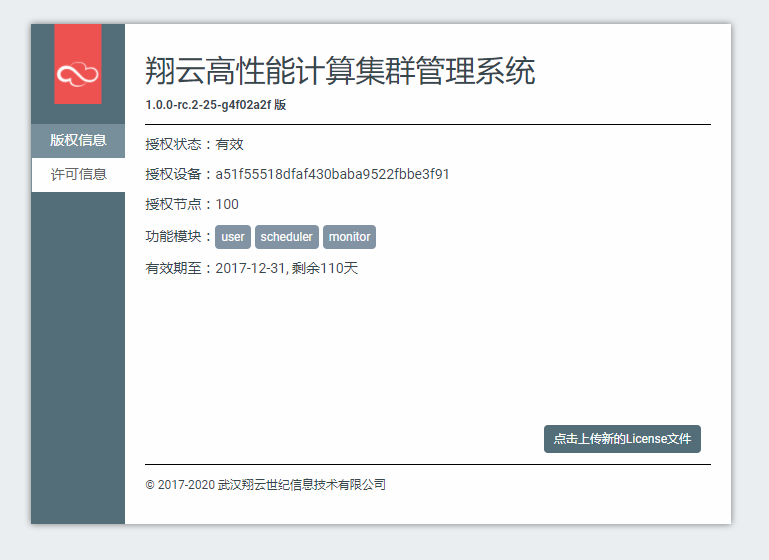 翔云高性能计算集群管理系统
1.0.0-rc.2-25-g4f02a2f 版
版权信息
许可信息
授权状态：有效
授权设备：a51f55518dfaf430baba9522fbbe3f91
授权节点：100
功能模块：user scheduler monitor
有效期至：2017-12-31, 剩余110天
点击上传新的License文件
© 2017-2020 武汉翔云世纪信息技术有限公司